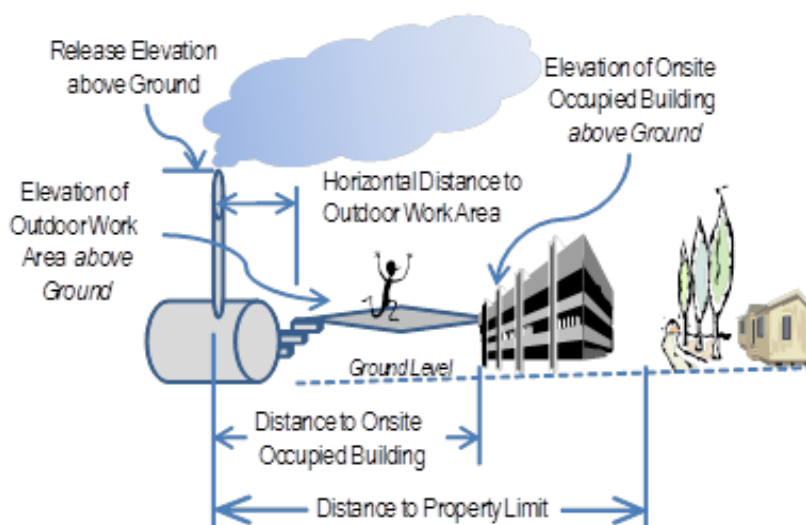 Release Elevation
above Ground
Elevation of Onsite
Occupied Building
above Ground
Elevation of
Outdoor Work
Area above
Ground
Horizontal Distance to
Outdoor Work Area
Ground Level
Distance to Onsite
Occupied Building
Distance to Property Limit